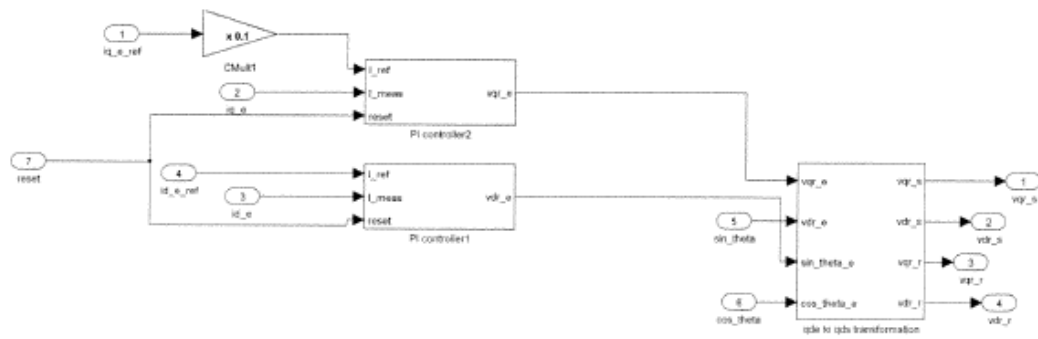 1
iq_e_ref
x 0.1
CMult1
2
iq_e
I_ref
I_meas
reset
vqr_e
PI controller2
7
reset
4
id_e_ref
3
id_e
I_ref
I_meas
reset
vdr_e
PI controller1
5
sin_theta
6
cos_theta
vqr_e
vdr_e
sin_theta_e
cos_theta_e
vqr_s
vdr_s
vqr_r
vdr_r
qde to qds transformation
1
vqr_s
2
vdr_s
3
vqr_r
4
vdr_r